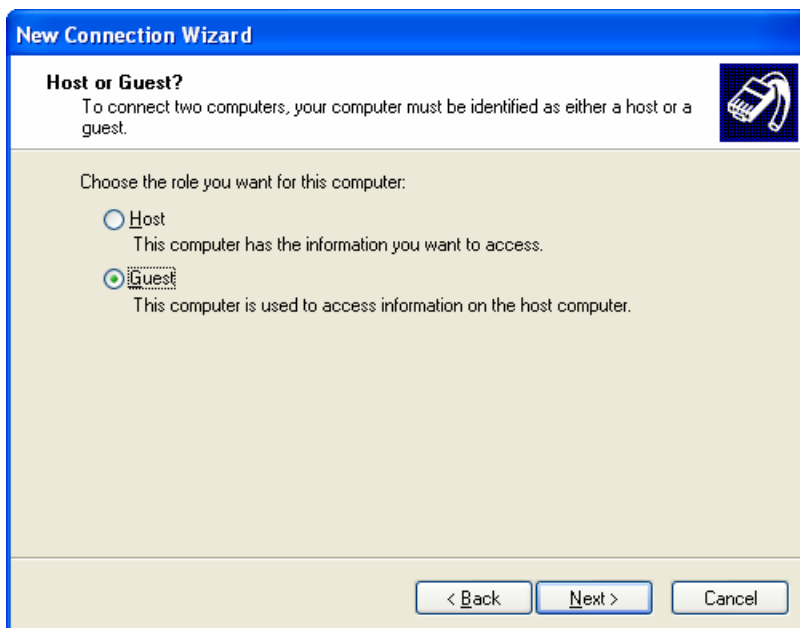 New Connection Wizard
Host or Guest?
To connect two computers, your computer must be identified as either a host or a
guest.
Choose the role you want for this computer:
Host
This computer has the information you want to access.
Guest
This computer is used to access information on the host computer.
< Back Next > Cancel